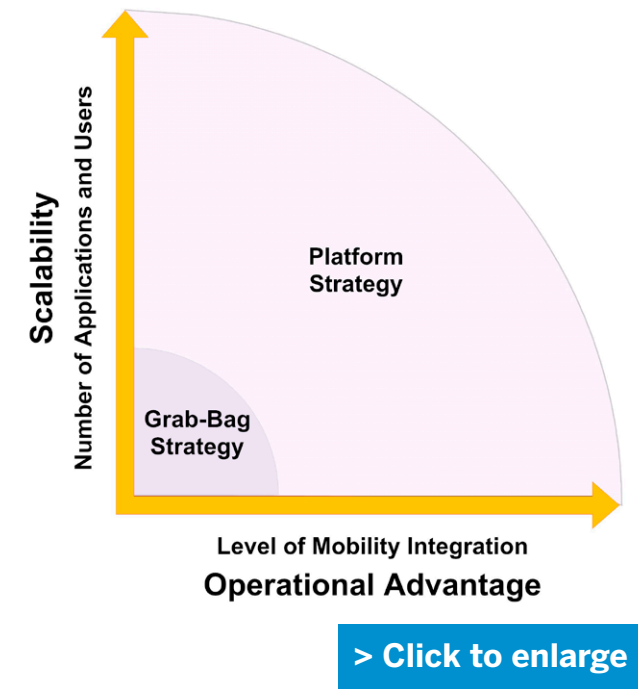 Scalability
Number of Applications and Users
Platform
Strategy
Grab-Bag
Strategy
Level of Mobility Integration
Operational Advantage
> Click to enlarge